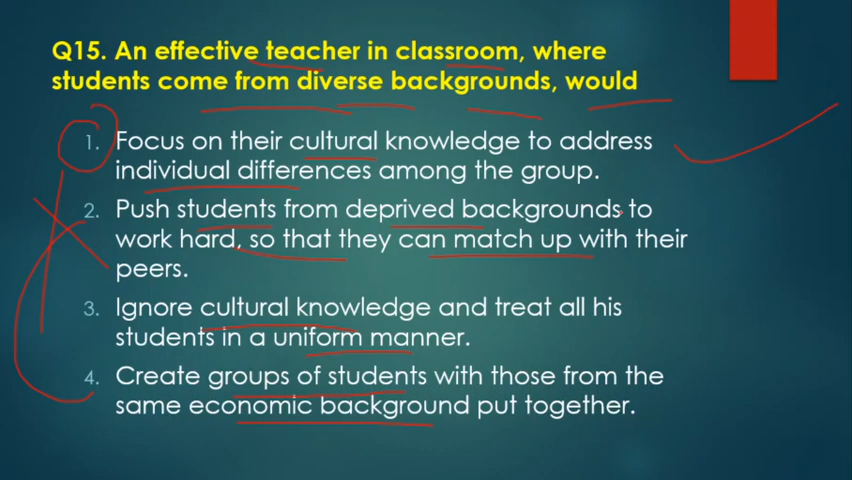 Q15. An effective teacher in classroom, where
students come from diverse backgrounds, would
1. Focus on their cultural knowledge to address
individual differences among the group.
2. Push students from deprived backgrounds to
work hard, so that they can match up with their
peers.
3. Ignore cultural knowledge and treat all his
students in a uniform manner.
4. Create groups of students with those from the
same economic background put together.